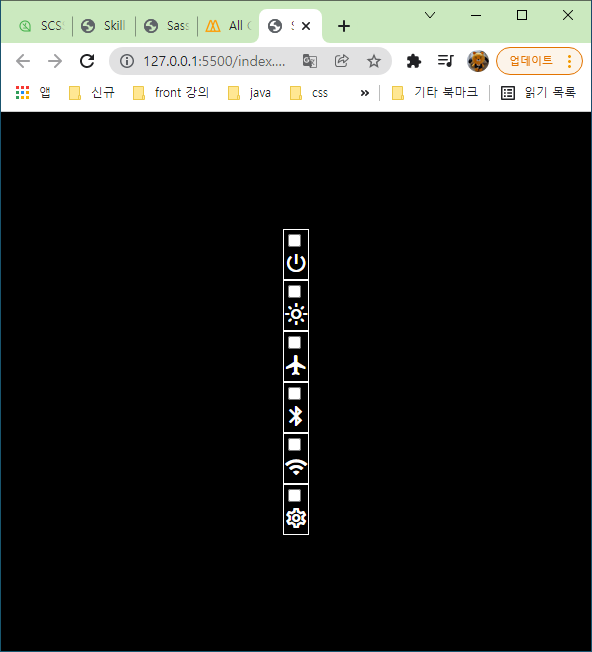 SCS Skill Sass All C S
127.0.0.1:5500/index.... 업데이트
앱 신규 front 강의 java css » 기타 북마크 읽기 목록